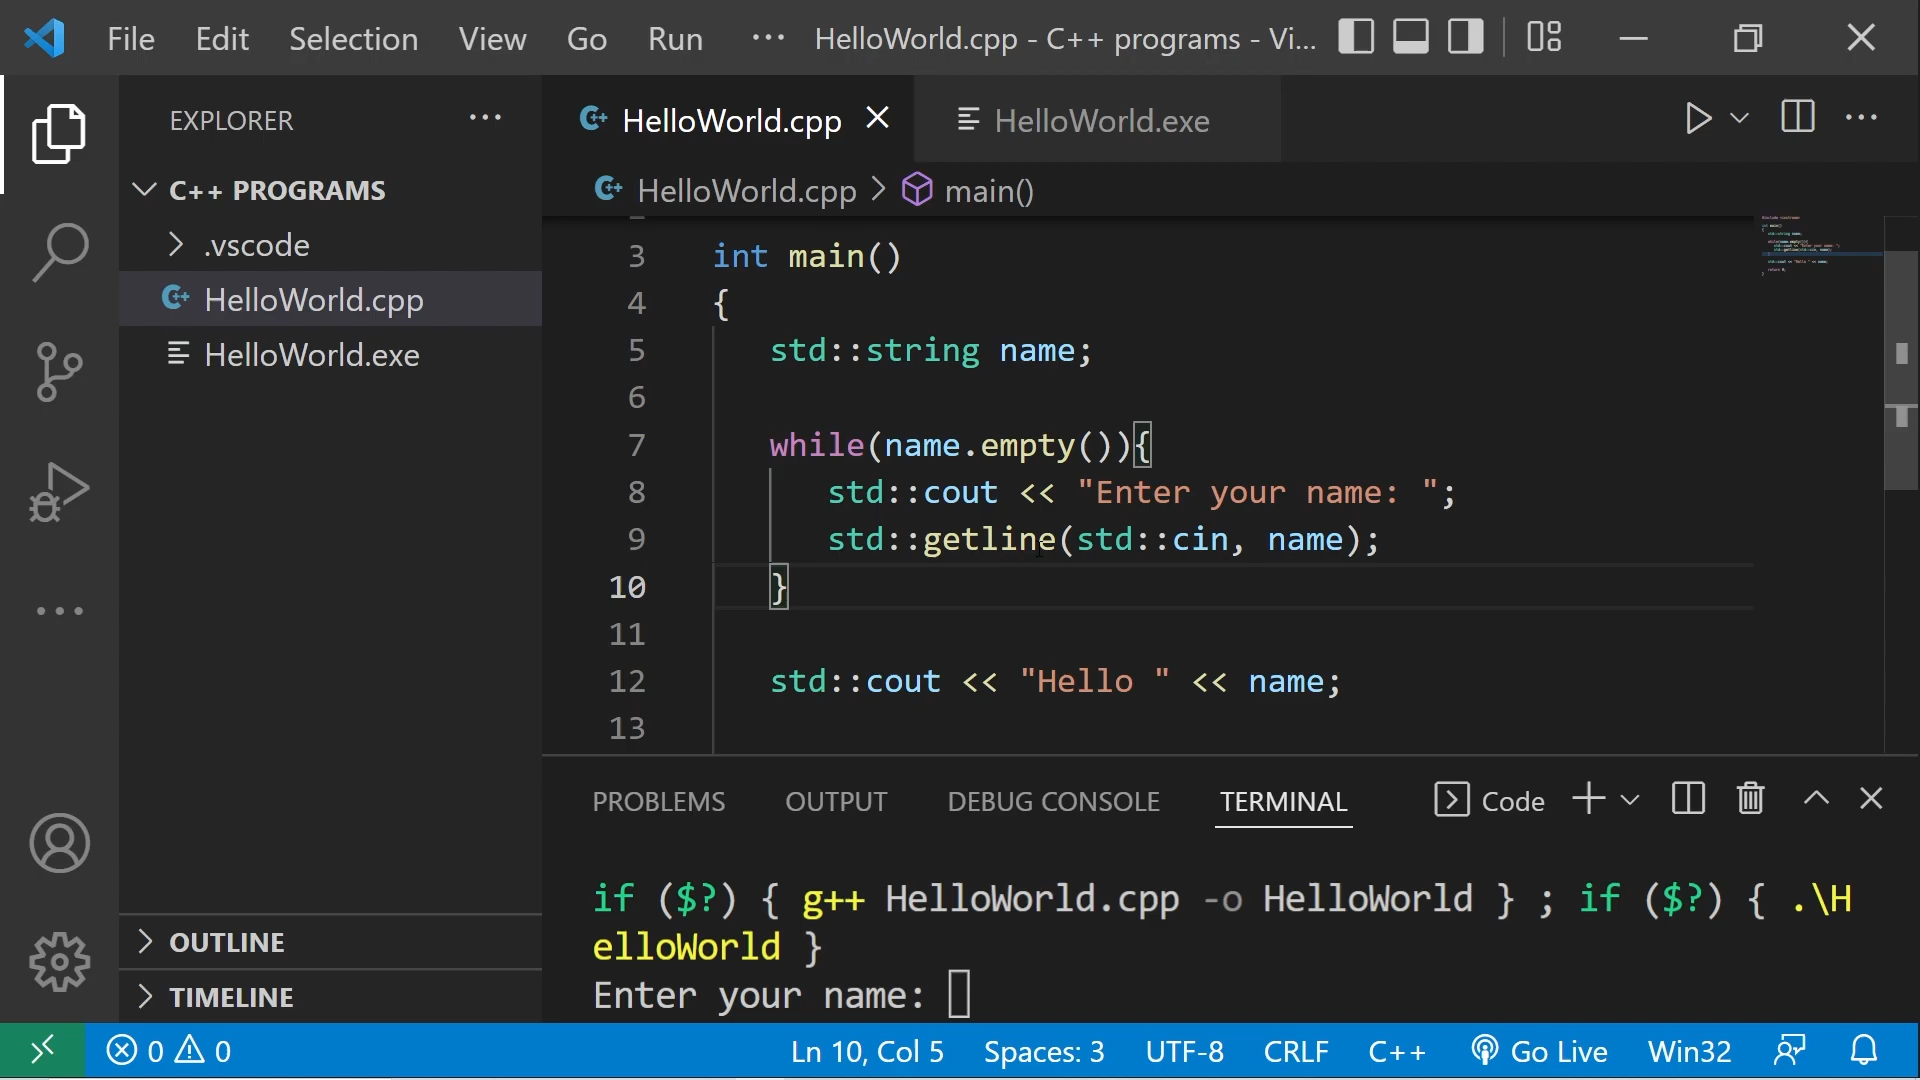 File Edit Selection View Go Run ··· HelloWorld.cpp - C++ programs - Vi...
EXPLORER
C++ PROGRAMS
.vscode
HelloWorld.cpp
HelloWorld.exe
OUTLINE
TIMELINE
HelloWorld.cpp HelloWorld.exe
HelloWorld.cpp > main()
3 int main()
4 {
5 std::string name;
6
7 while(name.empty()){
8 std::cout << "Enter your name: ";
9 std::getline(std::cin, name);
10 }
11
12 std::cout << "Hello " << name;
13
PROBLEMS OUTPUT DEBUG CONSOLE TERMINAL Code
if ($?) { g++ HelloWorld.cpp -o HelloWorld } ; if ($?) { .\H
elloWorld }
Enter your name:
0 0 Ln 10, Col 5 Spaces: 3 UTF-8 CRLF C++ Go Live Win32